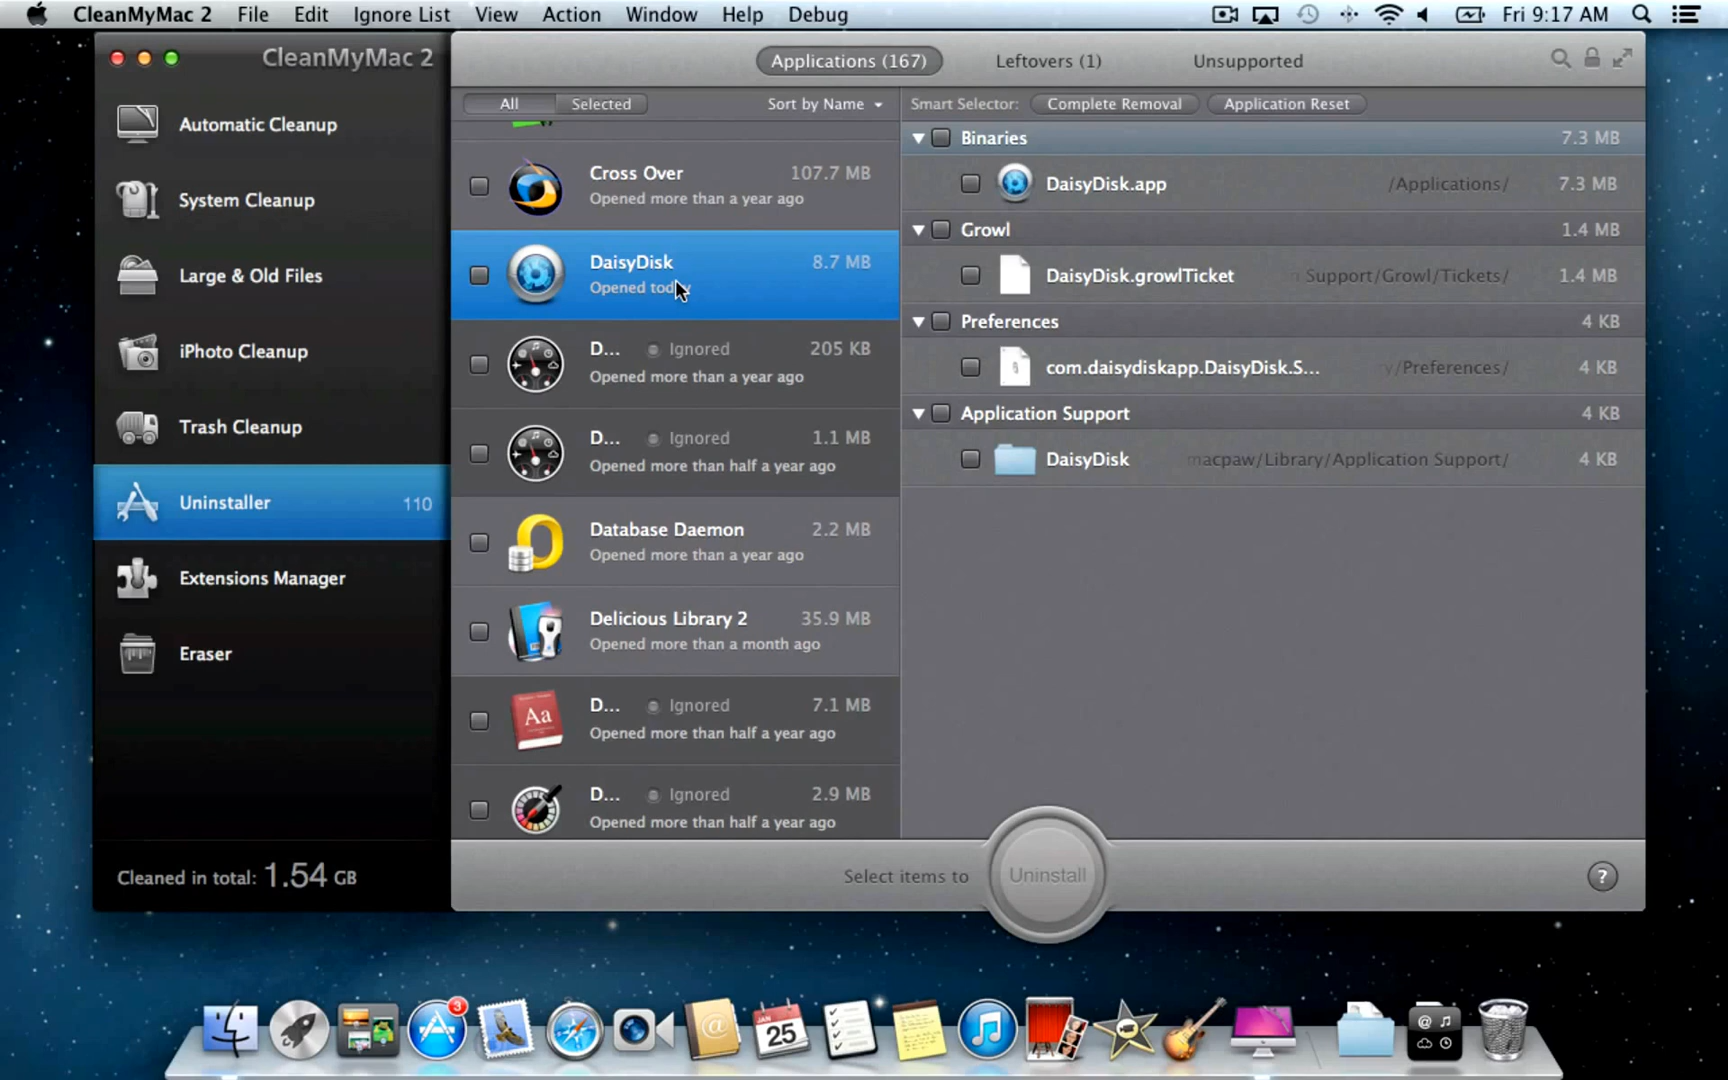 CleanMyMac 2 File Edit Ignore List View Action Window Help Debug Fri 9:17 AM
CleanMyMac 2
Automatic Cleanup
System Cleanup
Large & Old Files
iPhoto Cleanup
Trash Cleanup
Uninstaller 110
Extensions Manager
Eraser
Cleaned in total: 1.54 GB
Applications (167) Leftovers (1) Unsupported
All Selected Sort by Name
Cross Over 107.7 MB
Opened more than a year ago
DaisyDisk 8.7 MB
Opened today
D... Ignored 205 KB
Opened more than a year ago
D... Ignored 1.1 MB
Opened more than half a year ago
Database Daemon 2.2 MB
Opened more than a year ago
Delicious Library 2 35.9 MB
Opened more than a month ago
Aa
D... Ignored 7.1 MB
Opened more than half a year ago
D... Ignored 2.9 MB
Opened more than half a year ago
Smart Selector: Complete Removal Application Reset
Binaries 7.3 MB
DaisyDisk.app /Applications/ 7.3 MB
Growl 1.4 MB
DaisyDisk.growlTicket Support/Growl/Tickets/ 1.4 MB
Preferences 4 KB
com.daisydiskapp.DaisyDisk.S... /Preferences/ 4 KB
Application Support 4 KB
DaisyDisk macpaw/Library/Application Support/ 4 KB
Select items to Uninstall ?
3
@
JAN
25
@